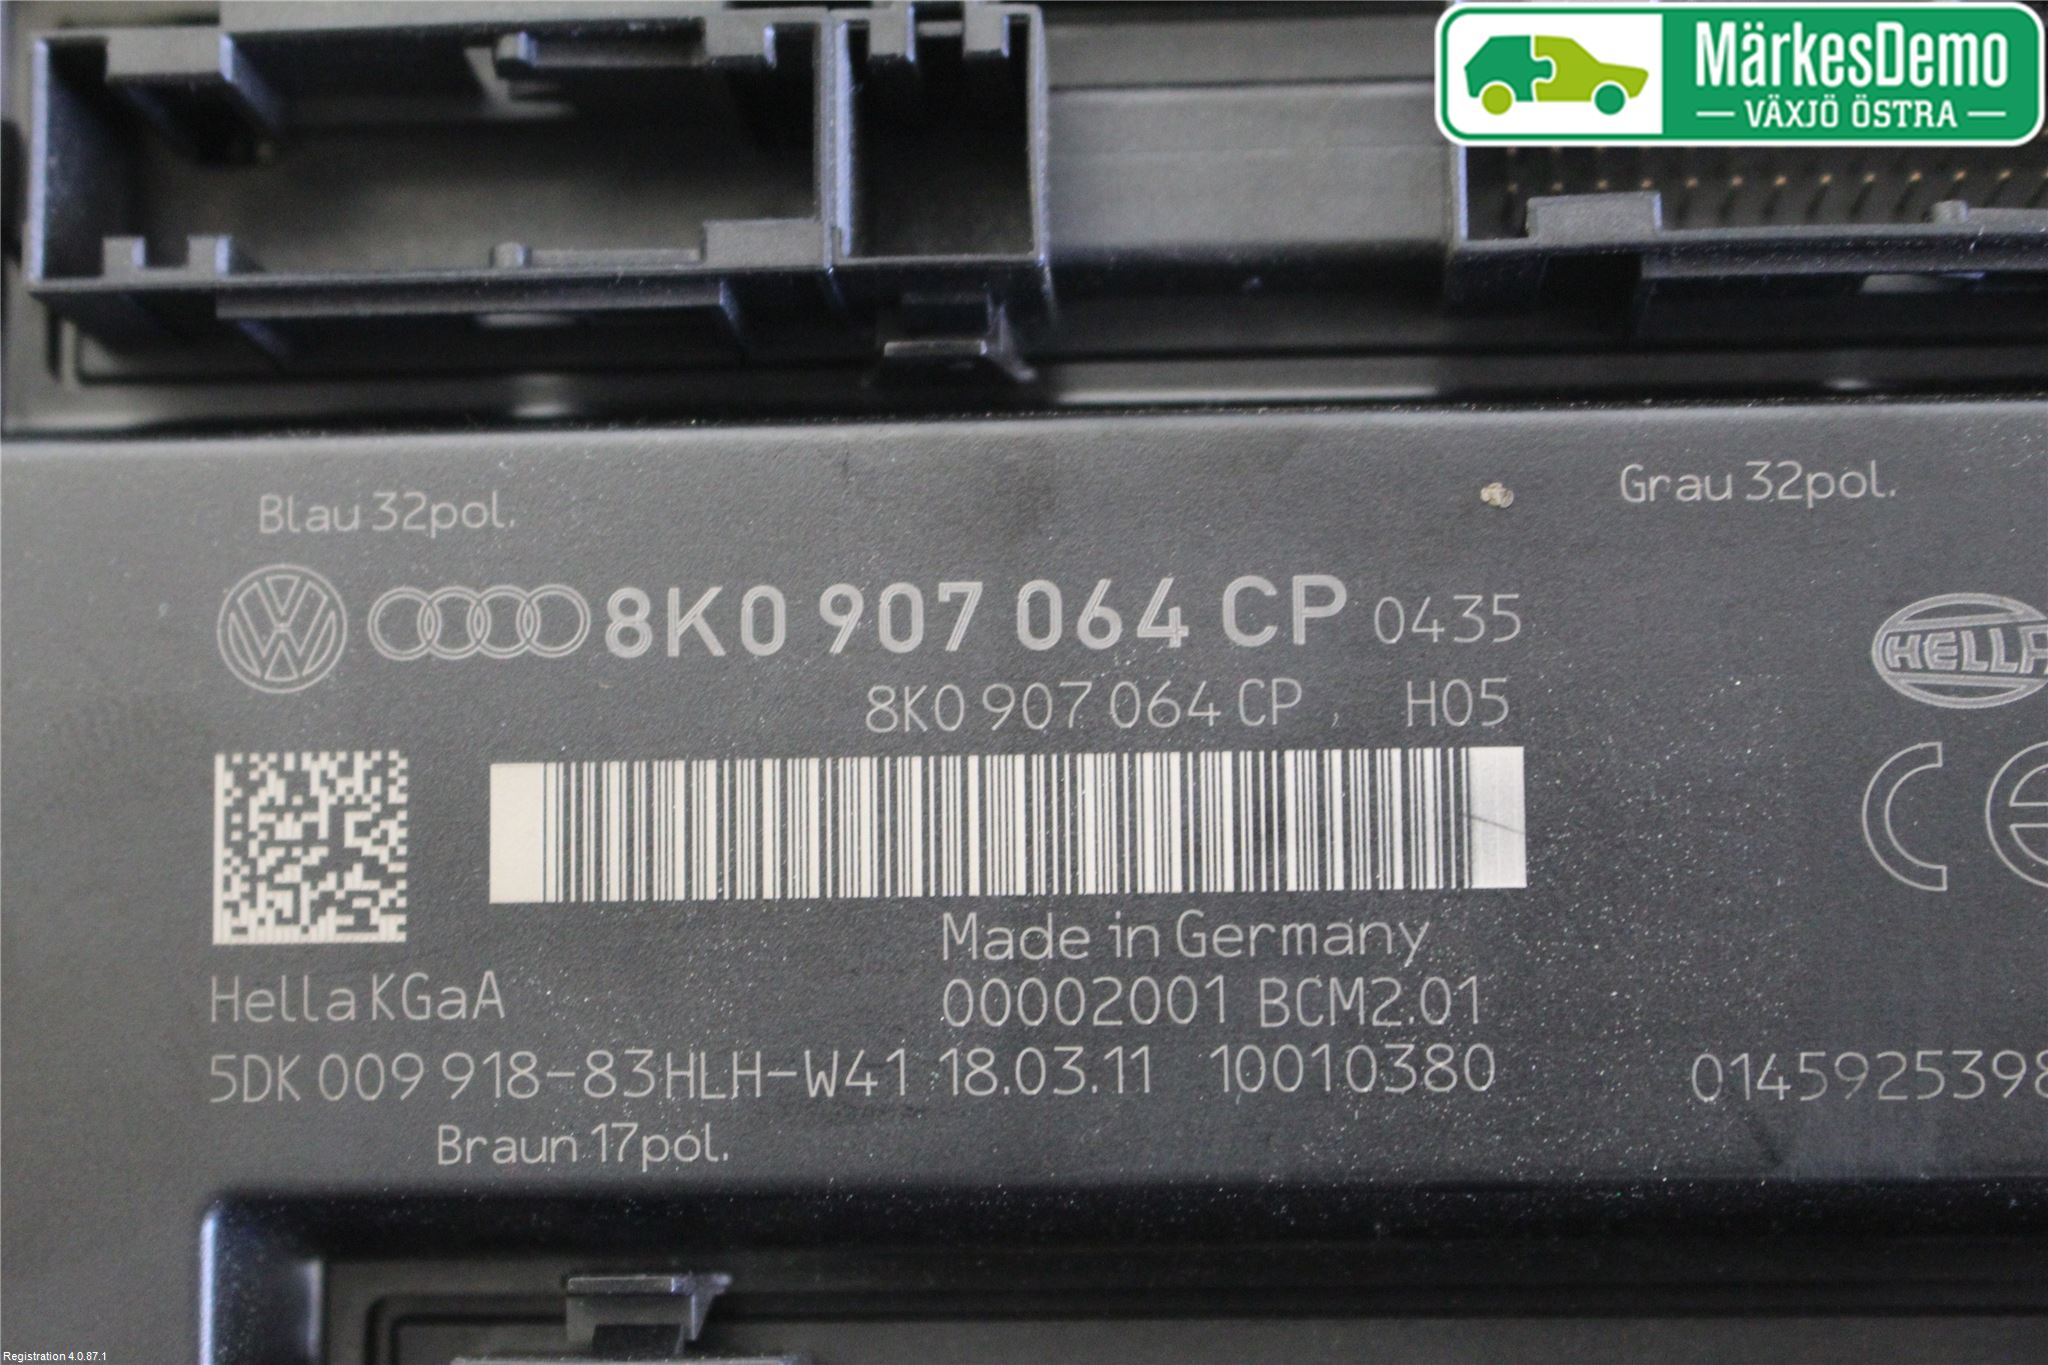 MärkesDemo
VÄXJÖ ÖSTRA
Blau 32pol.
Grau 32pol.
8K0 907 064 CP 0435
HELLA
8K0 907 064 CP , H05
Made in Germany
Hella KGaA
00002001 BCM2.01
5DK 009 918-83HLH-W41 18.03.11 10010380
0145925398
Braun 17pol.
Registration 4.0.87.1